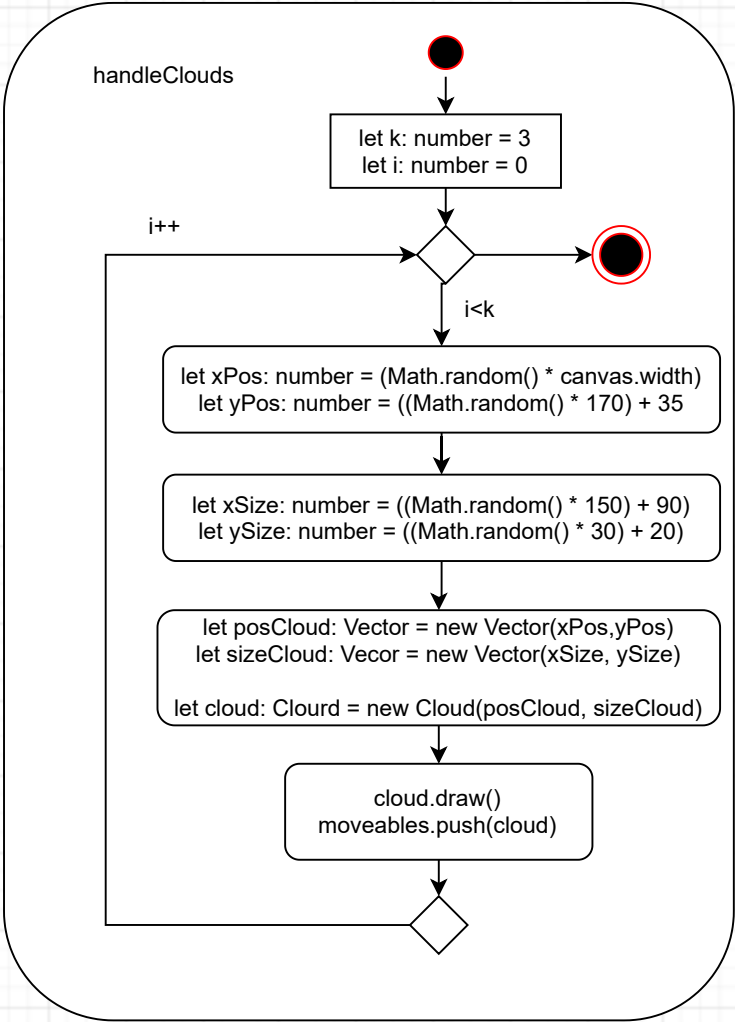 handleClouds
let k: number = 3
let i: number = 0
i++
i<k
let xPos: number = (Math.random() * canvas.width)
let yPos: number = ((Math.random() * 170) + 35
let xSize: number = ((Math.random() * 150) + 90)
let ySize: number = ((Math.random() * 30) + 20)
let posCloud: Vector = new Vector(xPos,yPos)
let sizeCloud: Vecor = new Vector(xSize, ySize)
let cloud: Clourd = new Cloud(posCloud, sizeCloud)
cloud.draw()
moveables.push(cloud)